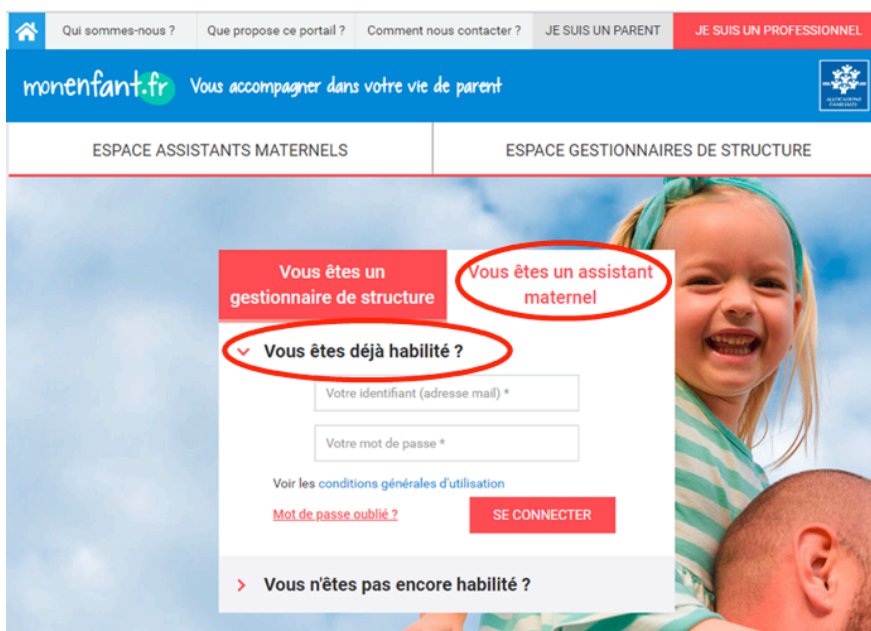 Qui sommes-nous ? Que propose ce portail ? Comment nous contacter ? JE SUIS UN PARENT JE SUIS UN PROFESSIONNEL
monenfant.fr Vous accompagner dans votre vie de parent
ALLOCATIONS
FAMILIALES
ESPACE ASSISTANTS MATERNELS ESPACE GESTIONNAIRES DE STRUCTURE
Vous êtes un
gestionnaire de structure
Vous êtes un assistant
maternel
Vous êtes déjà habilité ?
Votre identifiant (adresse mail) *
Votre mot de passe *
Voir les conditions générales d'utilisation
Mot de passe oublié ? SE CONNECTER
Vous n'êtes pas encore habilité ?